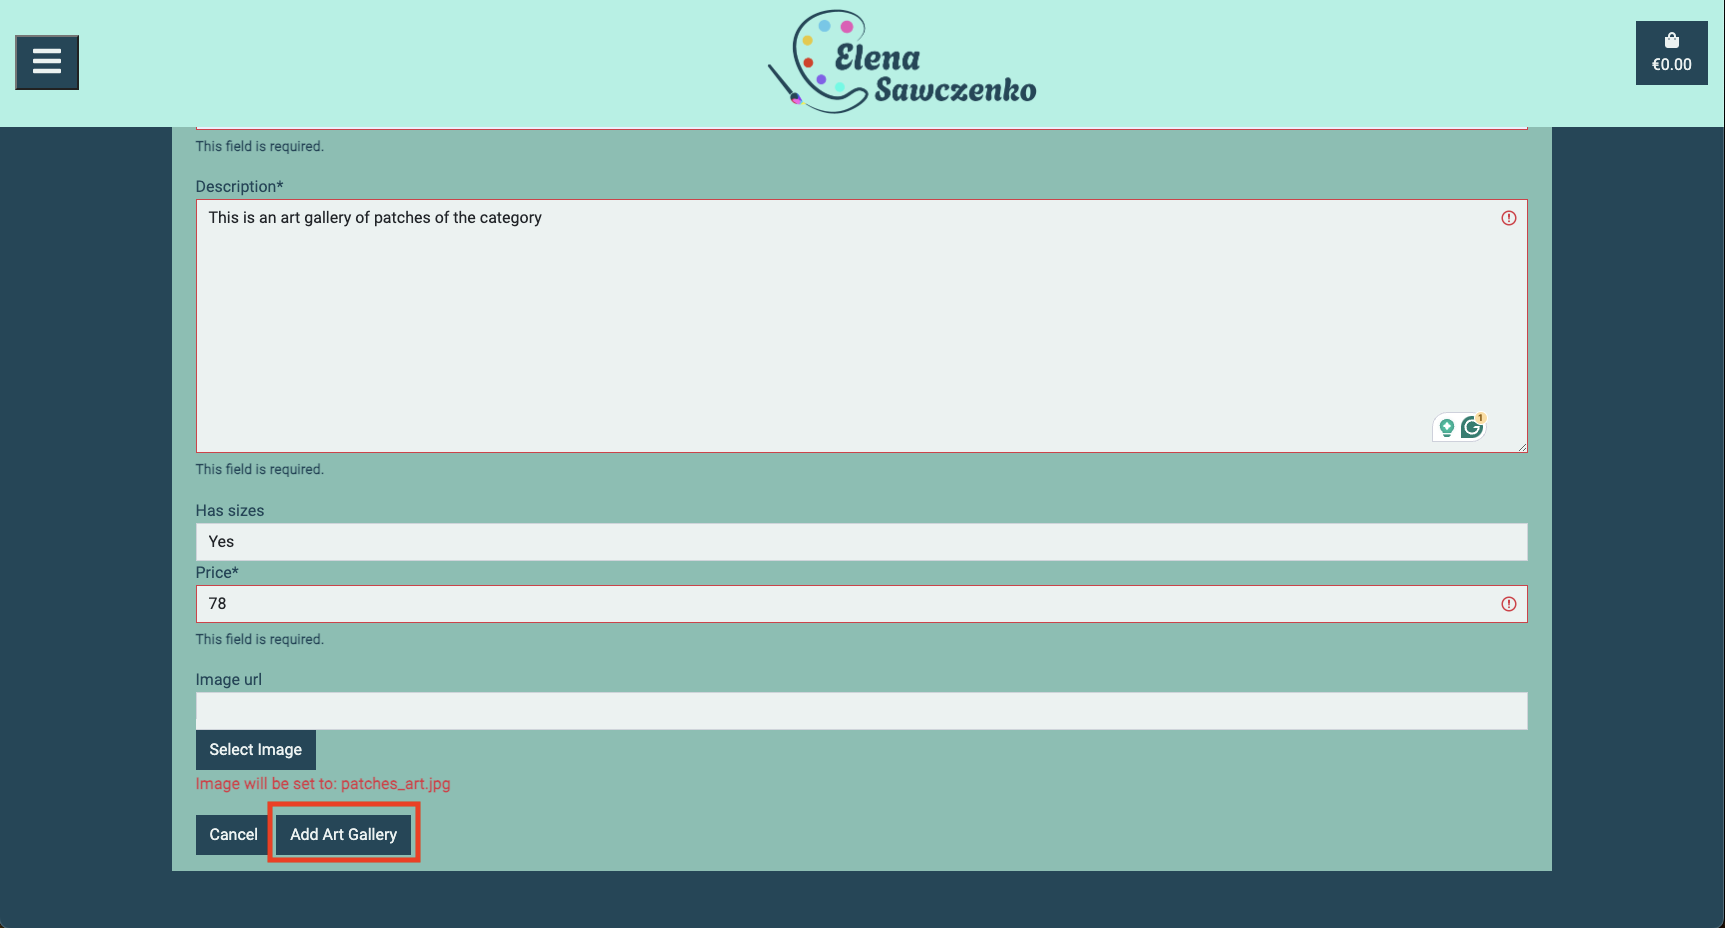 Elena
Sawczenko
€0.00
This field is required.
Description*
This is an art gallery of patches of the category
1
This field is required.
Has sizes
Yes
Price*
78
This field is required.
Image url
Select Image
Image will be set to: patches_art.jpg
Cancel
Add Art Gallery